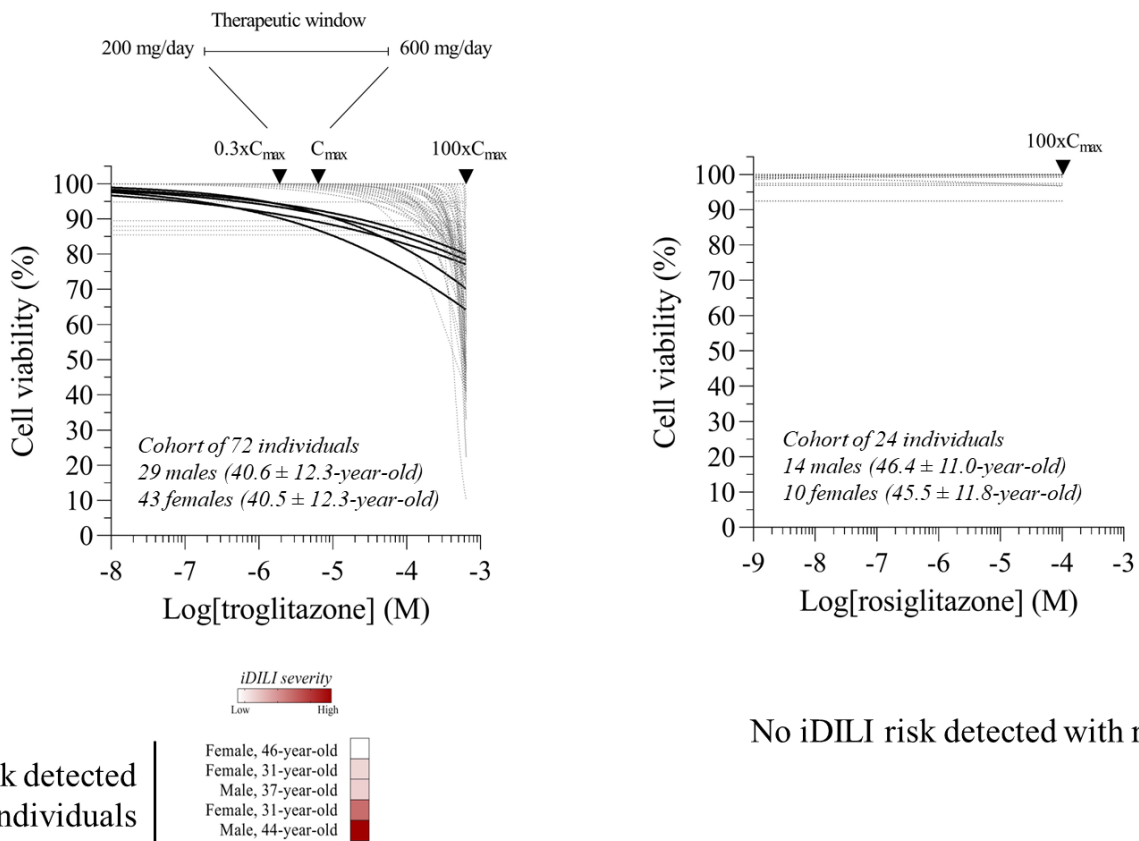 Therapeutic window
200 mg/day
600 mg/day
0.3xCmax
Cmax
100xCmax
100
90
80
70
60
50
40
30
20
10
0
Cell viability (%)
Cohort of 72 individuals
29 males (40.6 ± 12.3-year-old)
43 females (40.5 ± 12.3-year-old)
-8
-7
-6
-5
-4
-3
Log[troglitazone] (M)
100xCmax
100
90
80
70
60
50
40
30
20
10
0
Cell viability (%)
Cohort of 24 individuals
14 males (46.4 ± 11.0-year-old)
10 females (45.5 ± 11.8-year-old)
-9
-8
-7
-6
-5
-4
-3
Log[rosiglitazone] (M)
iDILI severity
Low
High
k detected
ndividuals
Female, 46-year-old
Female, 31-year-old
Male, 37-year-old
Female, 31-year-old
Male, 44-year-old
No iDILI risk detected with